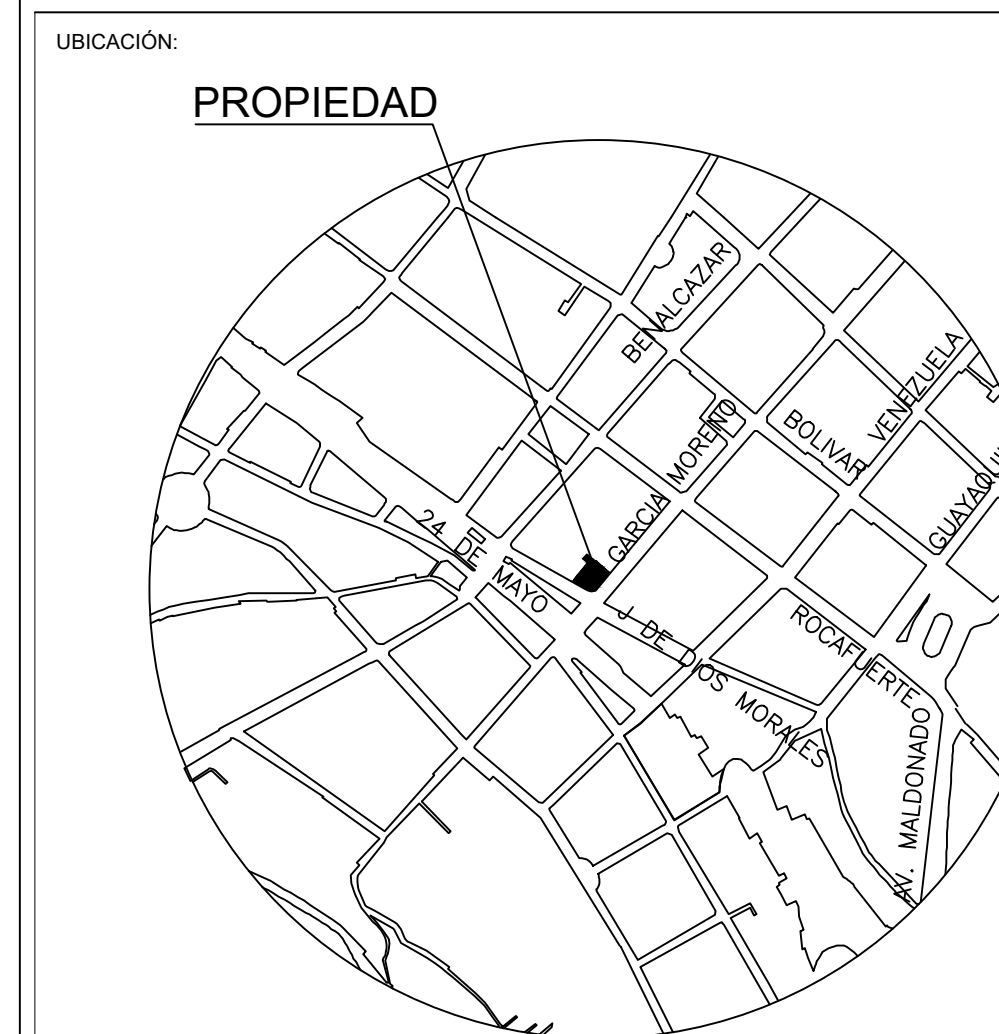 UBICACIÓN:
PROPIEDAD
BENALCAZAR
VENEZUELA
BOLIVAR
GARCIA MORENO
24 DE MAYO
J DE DIOS MORALES
ROCAFUERTE
AV. MALDONADO